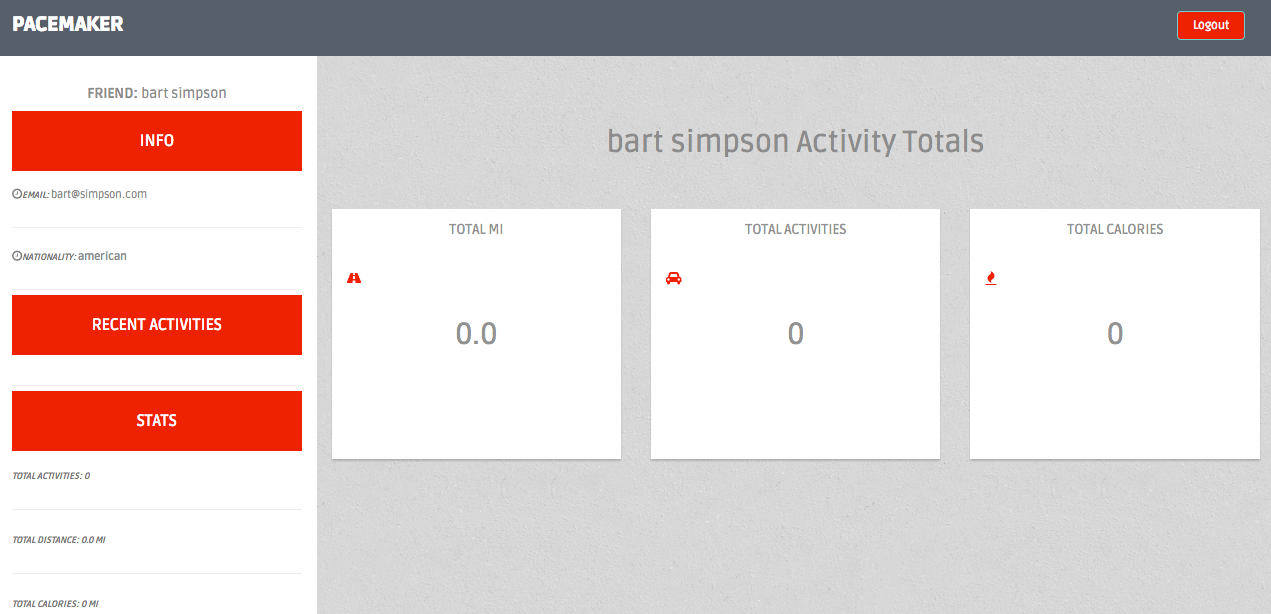 PACEMAKER
Logout
FRIEND: bart simpson
INFO
EMAIL: bart@simpson.com
NATIONALITY: american
RECENT ACTIVITIES
STATS
TOTAL ACTIVITIES: 0
TOTAL DISTANCE: 0.0 MI
TOTAL CALORIES: 0 MI
bart simpson Activity Totals
TOTAL MI
0.0
TOTAL ACTIVITIES
0
TOTAL CALORIES
0